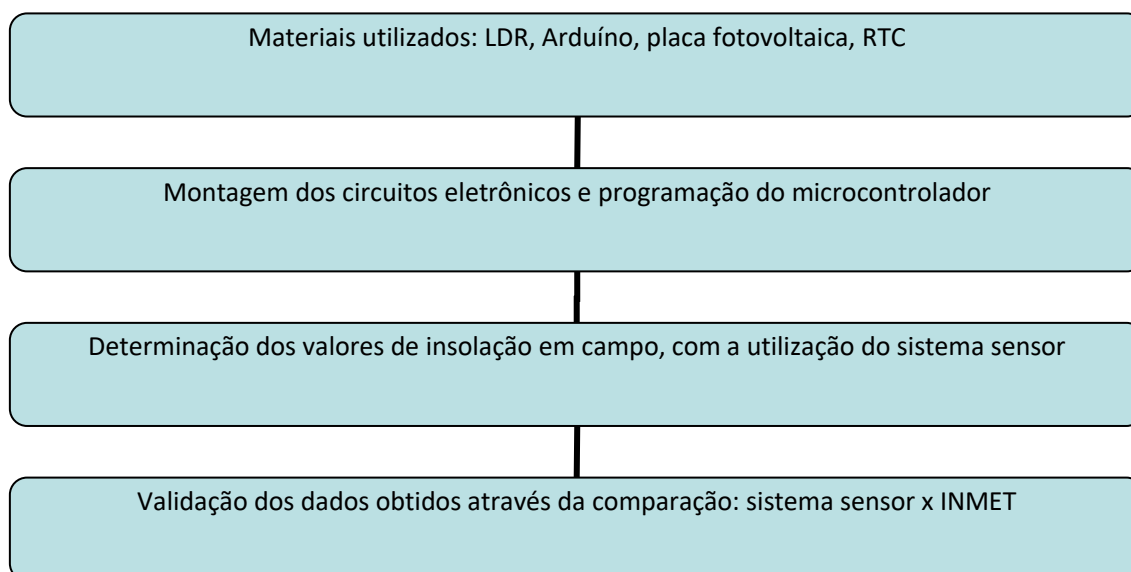 Materiais utilizados: LDR, Arduíno, placa fotovoltaica, RTC
Montagem dos circuitos eletrônicos e programação do microcontrolador
Determinação dos valores de insolação em campo, com a utilização do sistema sensor
Validação dos dados obtidos através da comparação: sistema sensor x INMET